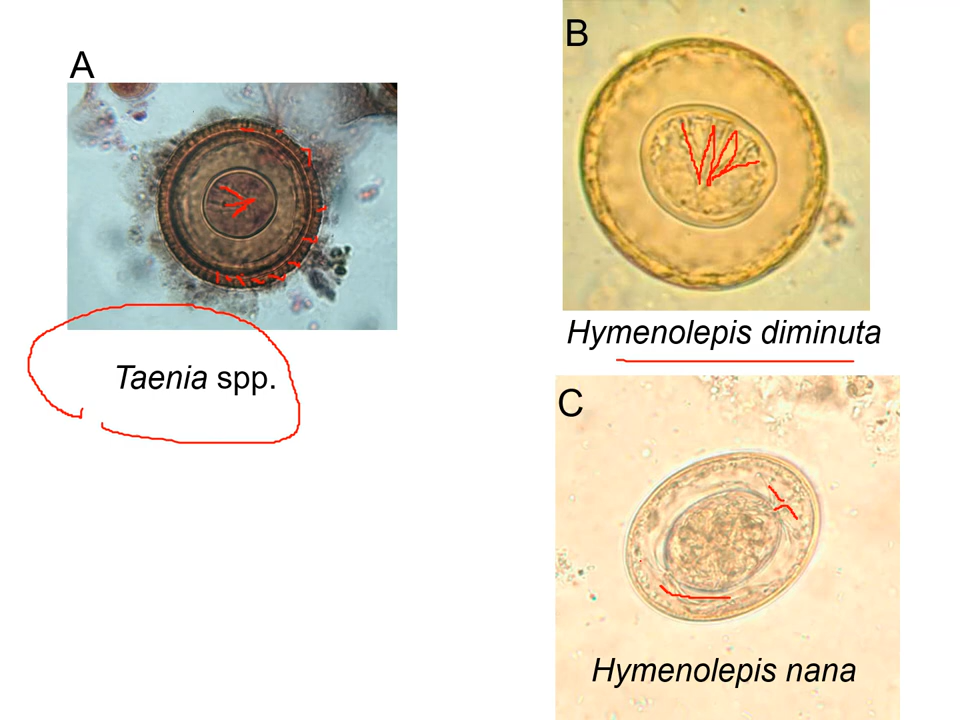 A
Taenia spp.
B
Hymenolepis diminuta
C
Hymenolepis nana